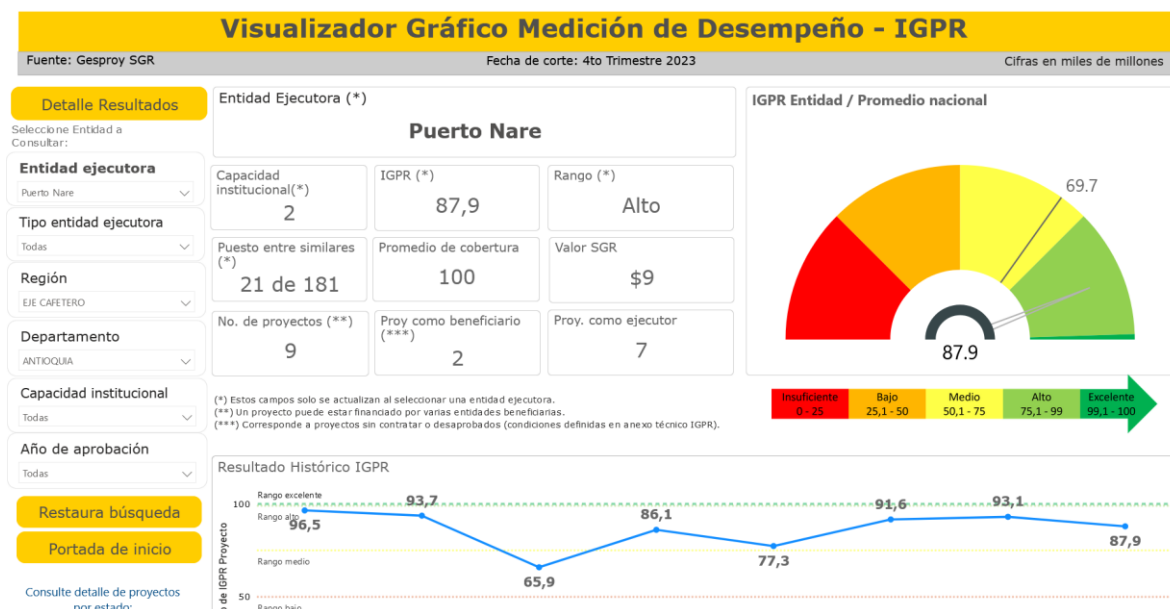 Visualizador Gráfico Medición de Desempeño - IGPR
Fuente: Gesproy SGR
Fecha de corte: 4to Trimestre 2023
Cifras en miles de millones
Detalle Resultados
Seleccione Entidad a
Consultar:
Entidad ejecutora
Puerto Nare
Tipo entidad ejecutora
Todas
Región
EJE CAFETERO
Departamento
ANTIOQUIA
Capacidad institucional
Todas
Año de aprobación
Todas
Restaura búsqueda
Portada de inicio
Consulte detalle de proyectos
por estado:
Entidad Ejecutora (*)
Puerto Nare
Capacidad
institucional(*)
2
IGPR (*)
87,9
Rango (*)
Alto
Puesto entre similares
(*)
21 de 181
Promedio de cobertura
100
Valor SGR
$9
No. de proyectos (**)
9
Proy como beneficiario
(***)
2
Proy. como ejecutor
7
(*) Estos campos solo se actualizan al seleccionar una entidad ejecutora.
(**) Un proyecto puede estar financiado por varias entidades beneficiarias.
(***) Corresponde a proyectos sin contratar o desaprobados (condiciones definidas en anexo técnico IGPR).
IGPR Entidad / Promedio nacional
69.7
87.9
Insuficiente
0 - 25
Bajo
25,1 - 50
Medio
50,1 - 75
Alto
75,1 - 99
Excelente
99,1 - 100
Resultado Histórico IGPR
de IGPR Proyecto
100
50
Rango excelente
Rango alto
Rango medio
Rango bajo
96,5
93,7
65,9
86,1
77,3
91,6
93,1
87,9